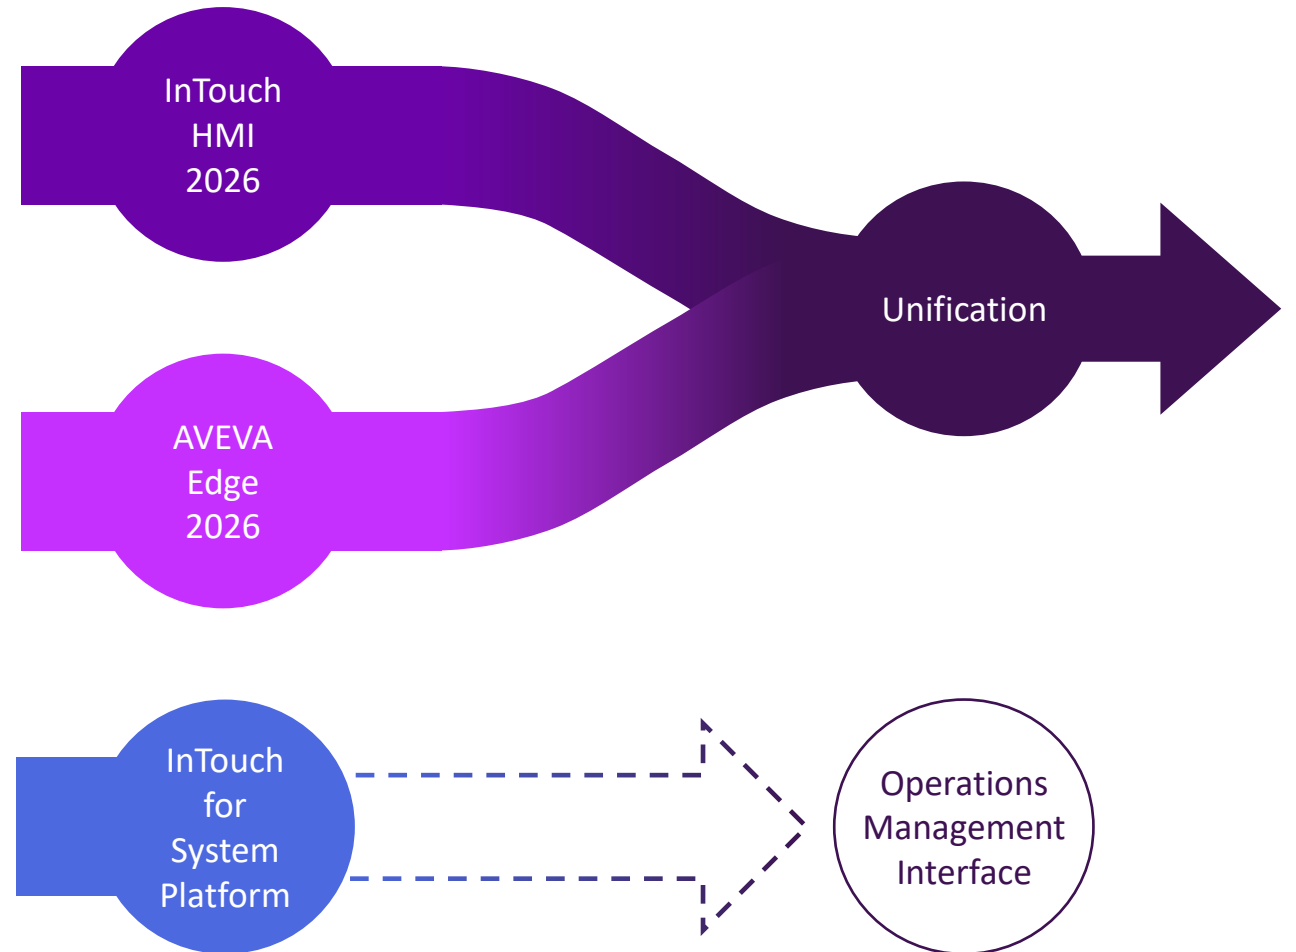 InTouch
HMI
2026
Unification
AVEVA
Edge
2026
InTouch
for
System
Platform
Operations
Management
Interface